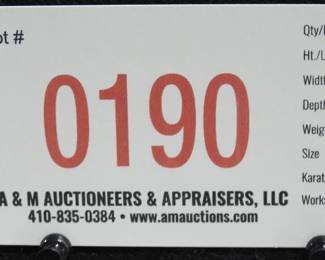 ot #
0190
A & M AUCTIONEERS & APPRAISERS, LLC
410-835-0384 • www.amauctions.com
Qty/
Ht./L
Width
Depth
Weig
Size
Karat
Works